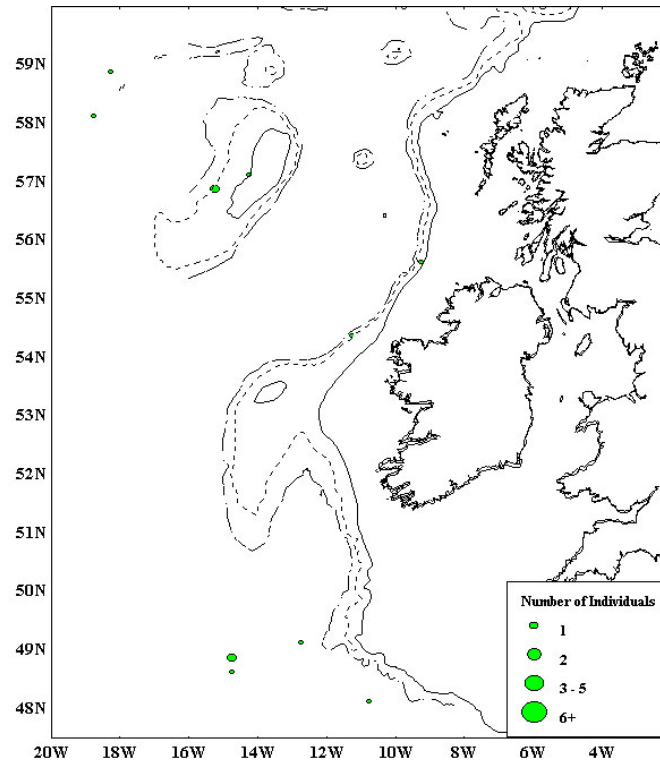 59N
58N
57N
56N
55N
54N
53N
52N
51N
50N
49N
48N
Number of Individuals
1
2
3 - 5
6+
20W 18W 16W 14W 12W 10W 8W 6W 4W